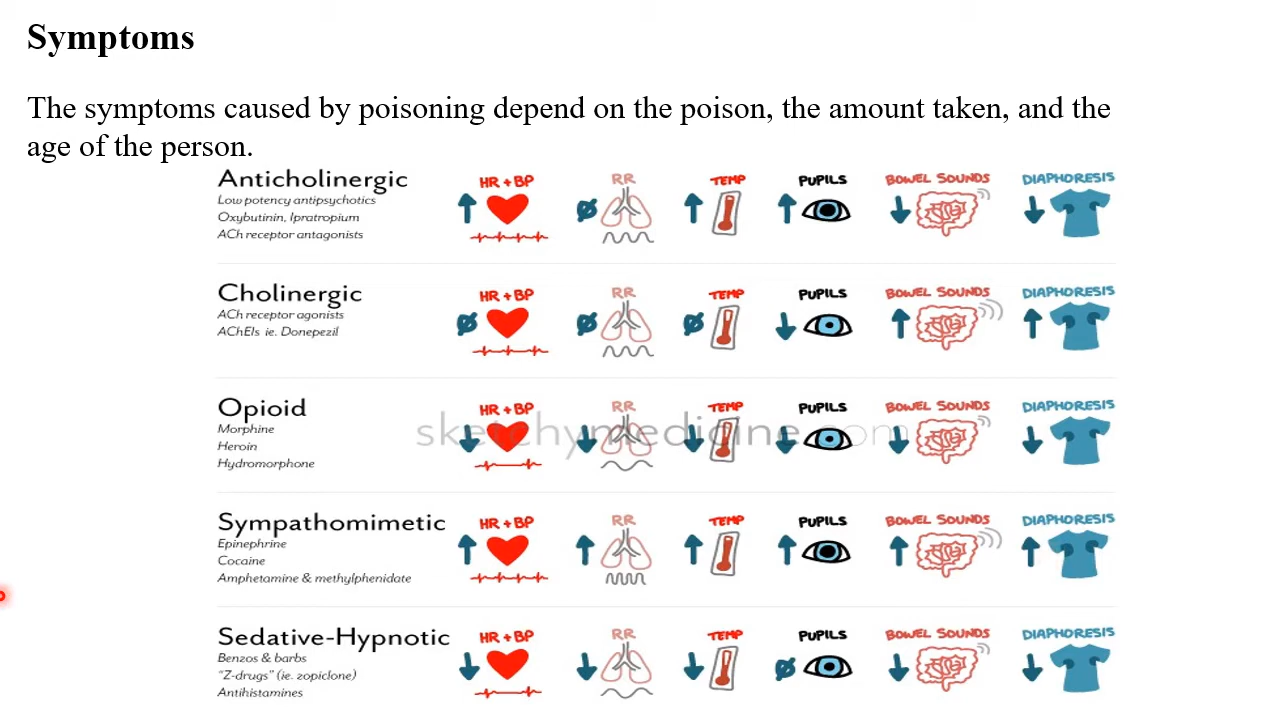 Symptoms
The symptoms caused by poisoning depend on the poison, the amount taken, and the
age of the person.
Anticholinergic
Low potency antipsychotics
Oxybutinin, Ipratropium
ACh receptor antagonists
HR + BP
RR
TEMP
PUPILS
BOWEL SOUNDS
DIAPHORESIS
Cholinergic
ACh receptor agonists
AChEIs ie. Donepezil
HR + BP
RR
TEMP
PUPILS
BOWEL SOUNDS
DIAPHORESIS
Opioid
Morphine
Heroin
Hydromorphone
HR + BP
RR
TEMP
PUPILS
BOWEL SOUNDS
DIAPHORESIS
sketchymedicine.com
Sympathomimetic
Epinephrine
Cocaine
Amphetamine & methylphenidate
HR + BP
RR
TEMP
PUPILS
BOWEL SOUNDS
DIAPHORESIS
Sedative-Hypnotic
Benzos & barbs
"Z-drugs" (ie. zopiclone)
Antihistamines
HR + BP
RR
TEMP
PUPILS
BOWEL SOUNDS
DIAPHORESIS